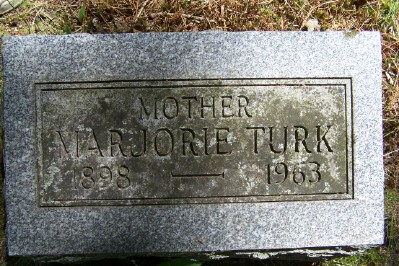 MOTHER
MARJORIE TURK
1898 — 1963